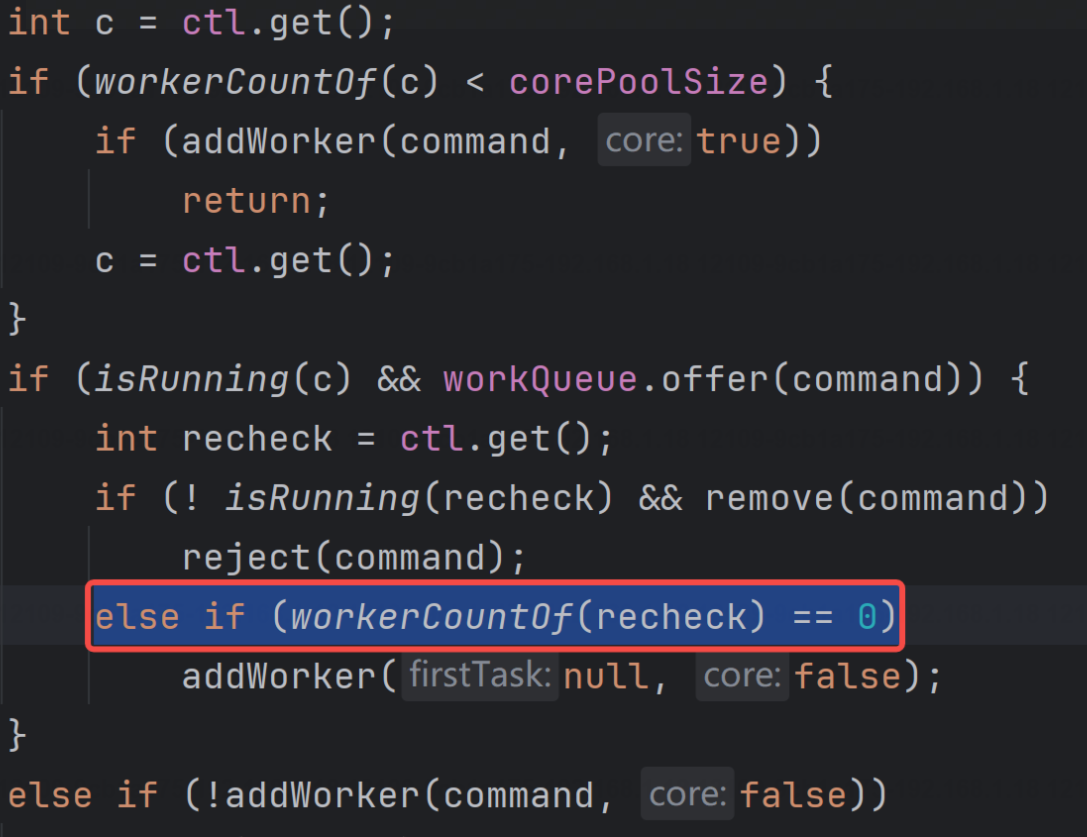 int c = ctl.get();
if (workerCountOf(c) < corePoolSize) {
if (addWorker(command, core: true))
return;
c = ctl.get();
}
if (isRunning(c) && workQueue.offer(command)) {
int recheck = ctl.get();
if (! isRunning(recheck) && remove(command))
reject(command);
else if (workerCountOf(recheck) == 0)
addWorker( firstTask: null, core: false);
}
else if (!addWorker(command, core: false))